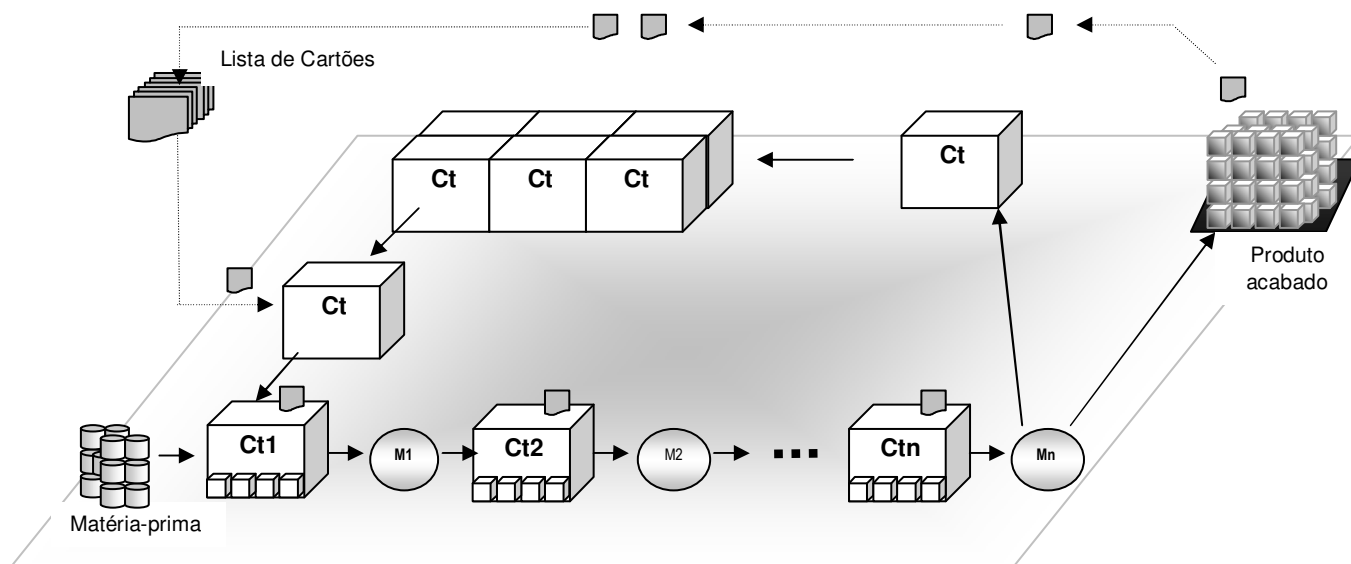 Lista de Cartões
Ct
Ct Ct Ct
Produto
acabado
Ct
Ct1
M1
Ct2
M2
...
Ctn
Mn
Matéria-prima